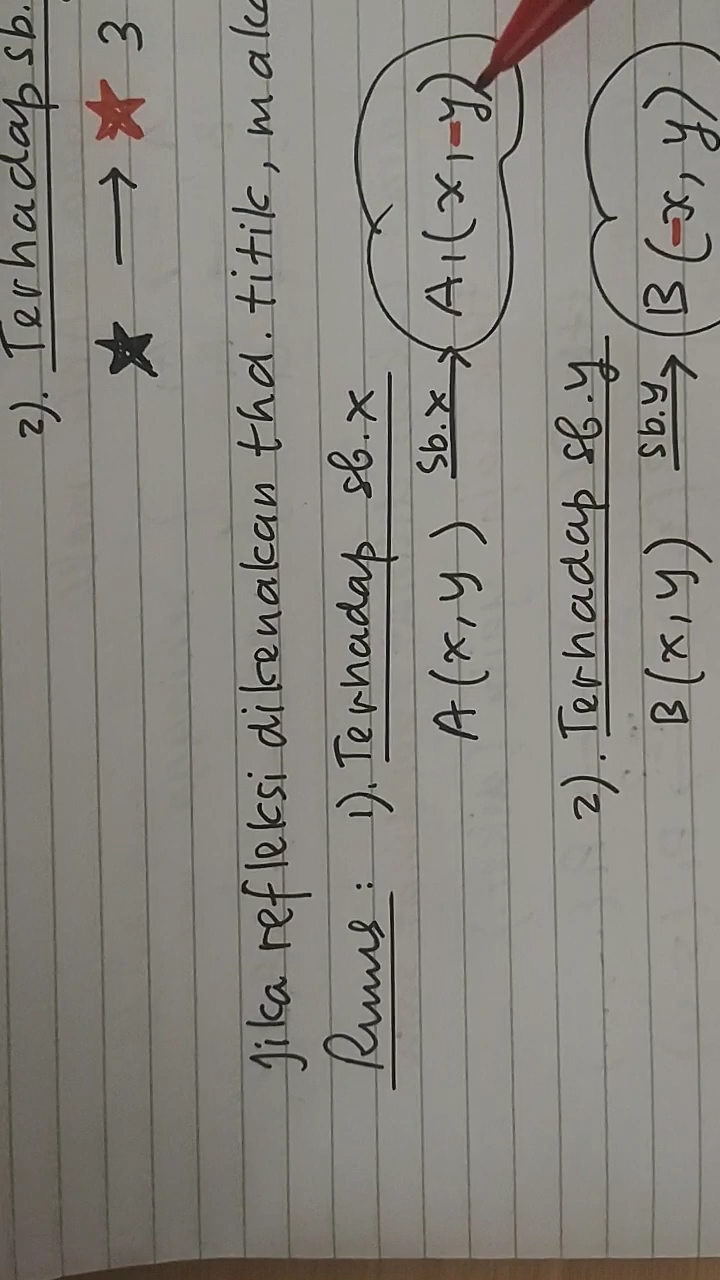 2). Terhadap sb.
★ → ★ 3
Jika refleksi dikenakan thd. titik, maka
Rumus : 1). Terhadap sb.x
A(x,y) sb.x→ A'(x,-y)
2). Terhadap sb.y
B(x,y) sb.y→ B(-x,y)